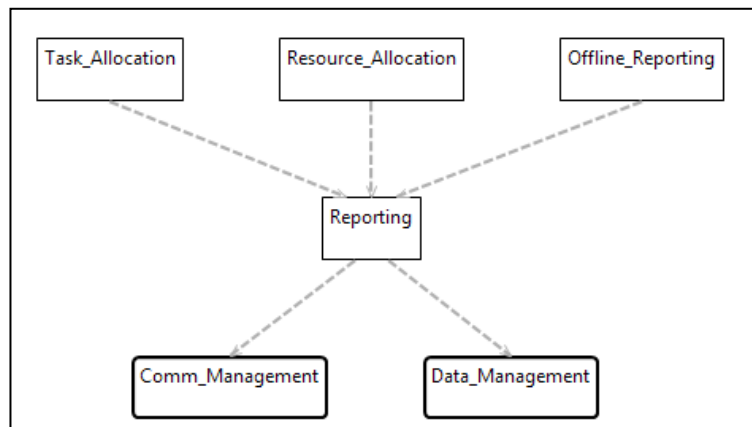 Task_Allocation
Resource_Allocation
Offline_Reporting
Reporting
Comm_Management
Data_Management